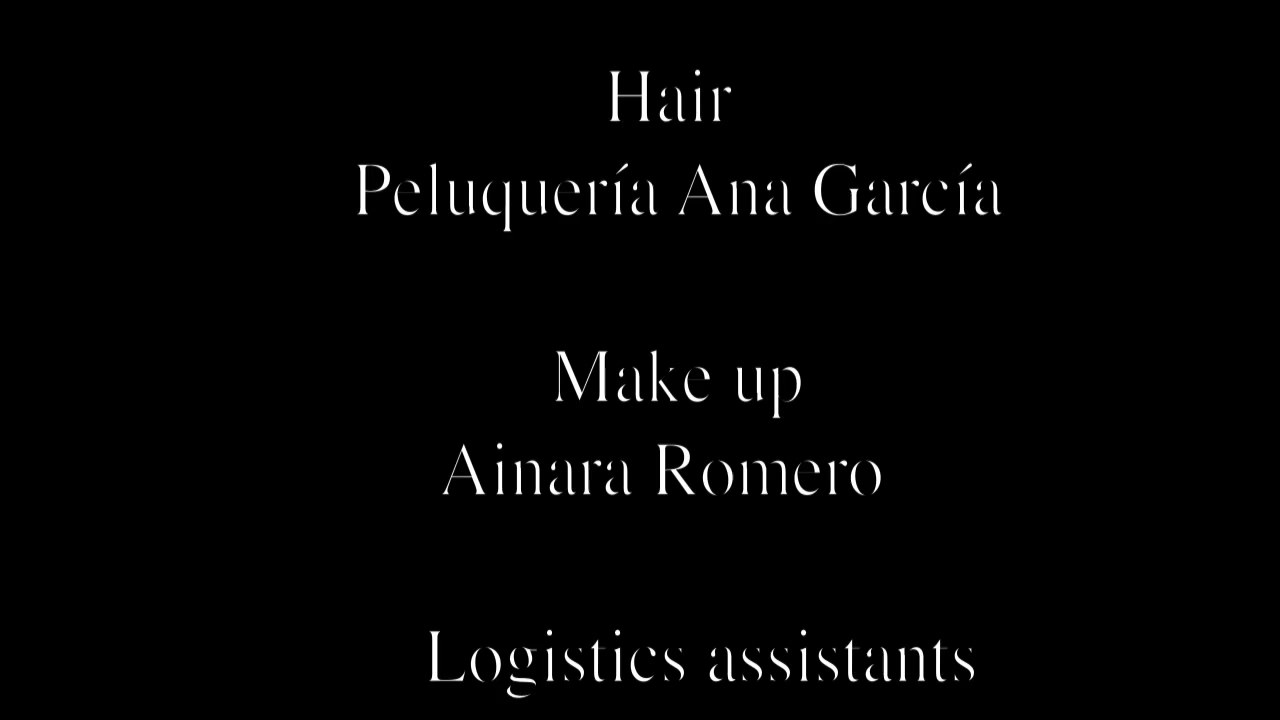 Hair
Peluquería Ana García
Make up
Ainara Romero
Logistics assistants